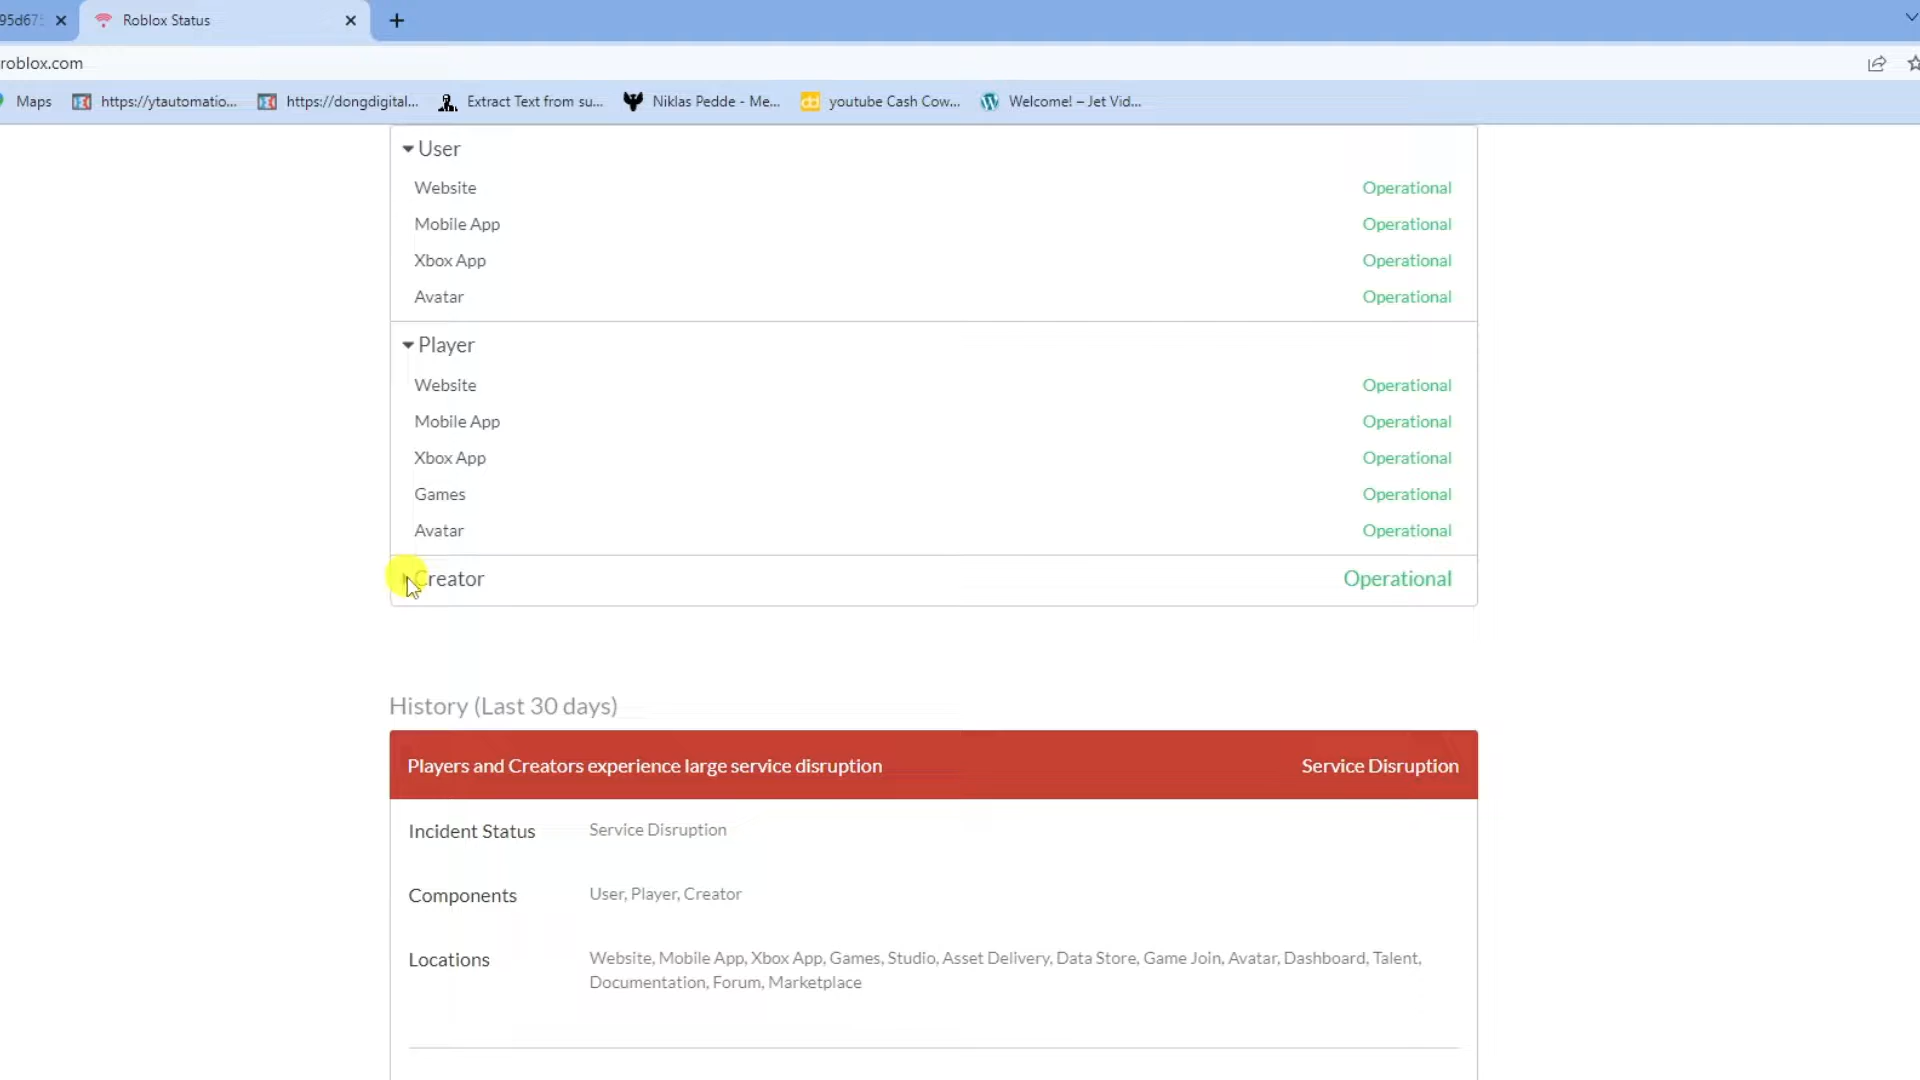 95d67
Roblox Status
roblox.com
Maps
https://ytautomatio...
https://dongdigital...
Extract Text from su...
Niklas Pedde - Me...
youtube Cash Cow...
Welcome! – Jet Vid...
User
Website Operational
Mobile App Operational
Xbox App Operational
Avatar Operational
Player
Website Operational
Mobile App Operational
Xbox App Operational
Games Operational
Avatar Operational
Creator Operational
History (Last 30 days)
Players and Creators experience large service disruption Service Disruption
Incident Status Service Disruption
Components User, Player, Creator
Locations Website, Mobile App, Xbox App, Games, Studio, Asset Delivery, Data Store, Game Join, Avatar, Dashboard, Talent,
Documentation, Forum, Marketplace